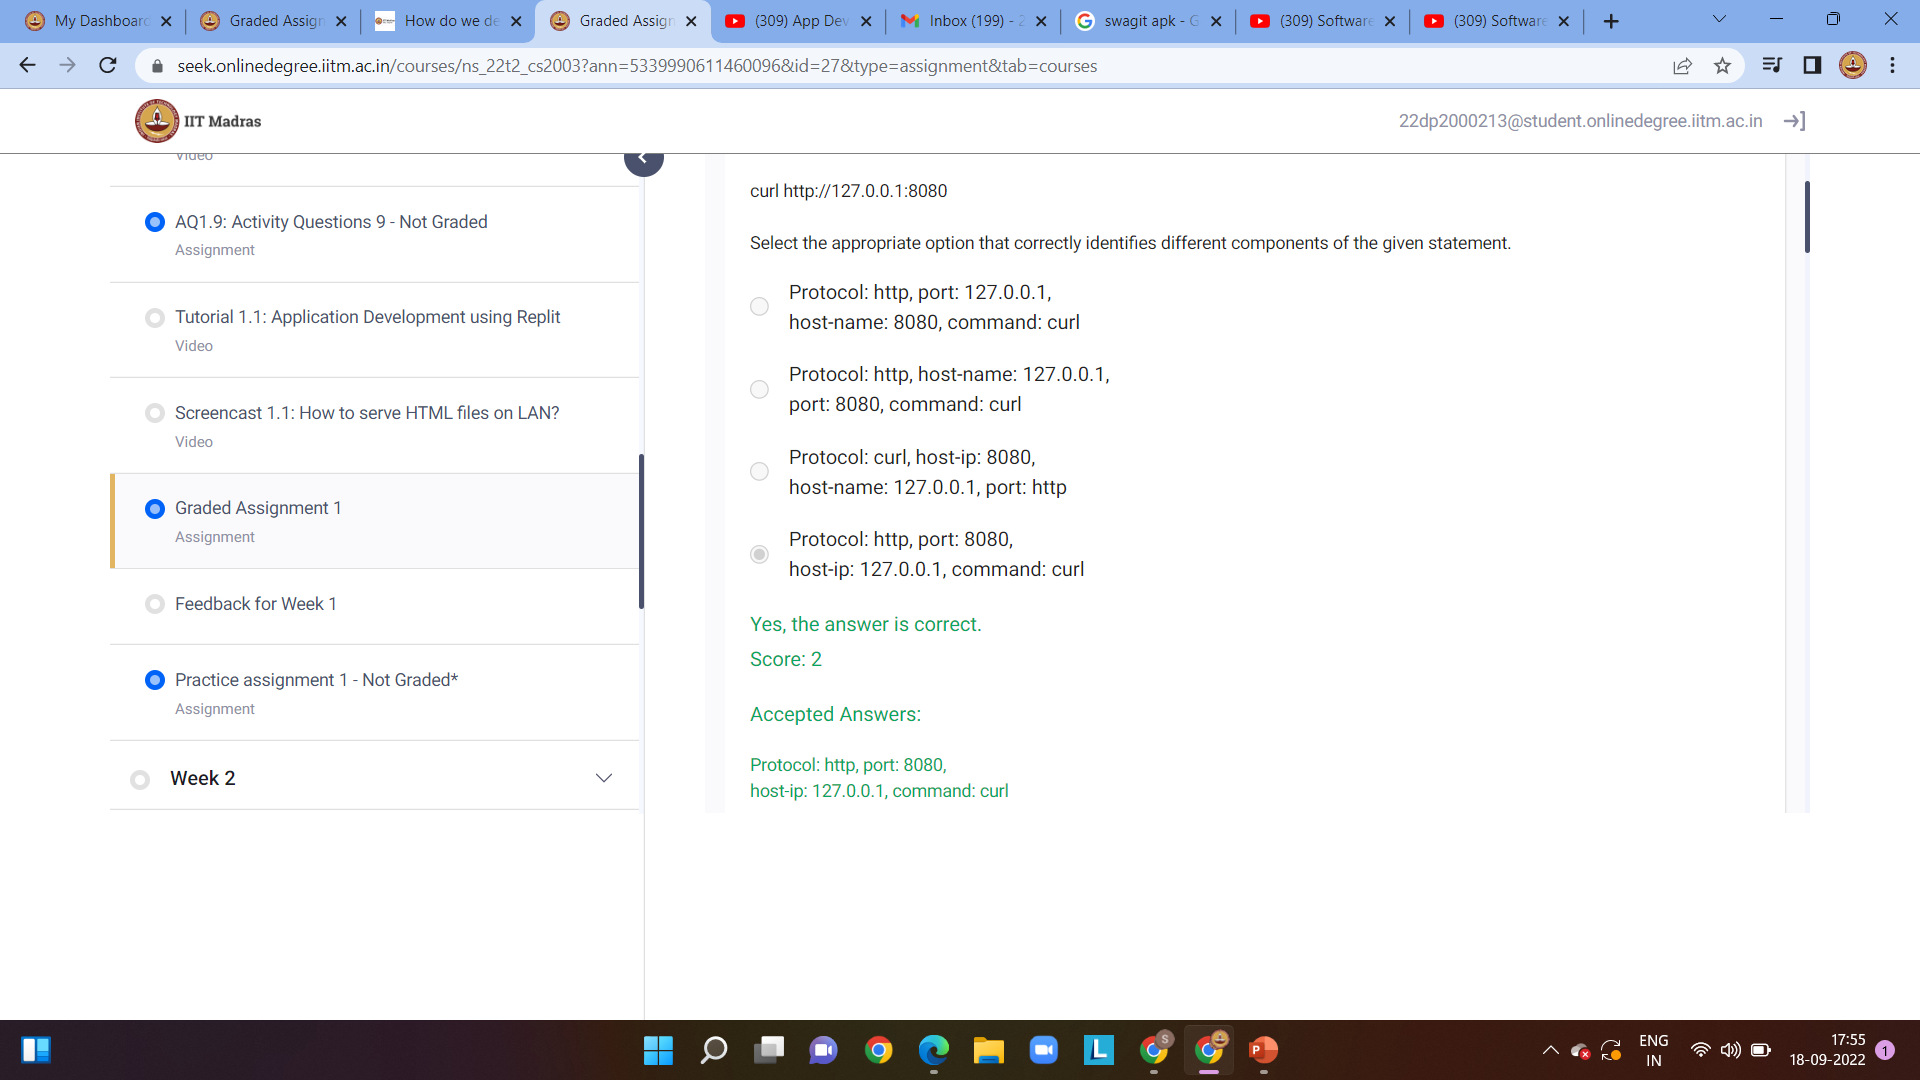 My Dashboard
Graded Assign
How do we de
Graded Assign
(309) App Dev
Inbox (199) - 2
swagit apk - G
(309) Software
(309) Software
seek.onlinedegree.iitm.ac.in/courses/ns_22t2_cs2003?ann=5339990611460096&id=27&type=assignment&tab=courses
IIT Madras
22dp2000213@student.onlinedegree.iitm.ac.in
Video
AQ1.9: Activity Questions 9 - Not Graded
Assignment
Tutorial 1.1: Application Development using Replit
Video
Screencast 1.1: How to serve HTML files on LAN?
Video
Graded Assignment 1
Assignment
Feedback for Week 1
Practice assignment 1 - Not Graded*
Assignment
Week 2
curl http://127.0.0.1:8080
Select the appropriate option that correctly identifies different components of the given statement.
Protocol: http, port: 127.0.0.1,
host-name: 8080, command: curl
Protocol: http, host-name: 127.0.0.1,
port: 8080, command: curl
Protocol: curl, host-ip: 8080,
host-name: 127.0.0.1, port: http
Protocol: http, port: 8080,
host-ip: 127.0.0.1, command: curl
Yes, the answer is correct.
Score: 2
Accepted Answers:
Protocol: http, port: 8080,
host-ip: 127.0.0.1, command: curl
L
S
P
ENG
IN
17:55
18-09-2022
1